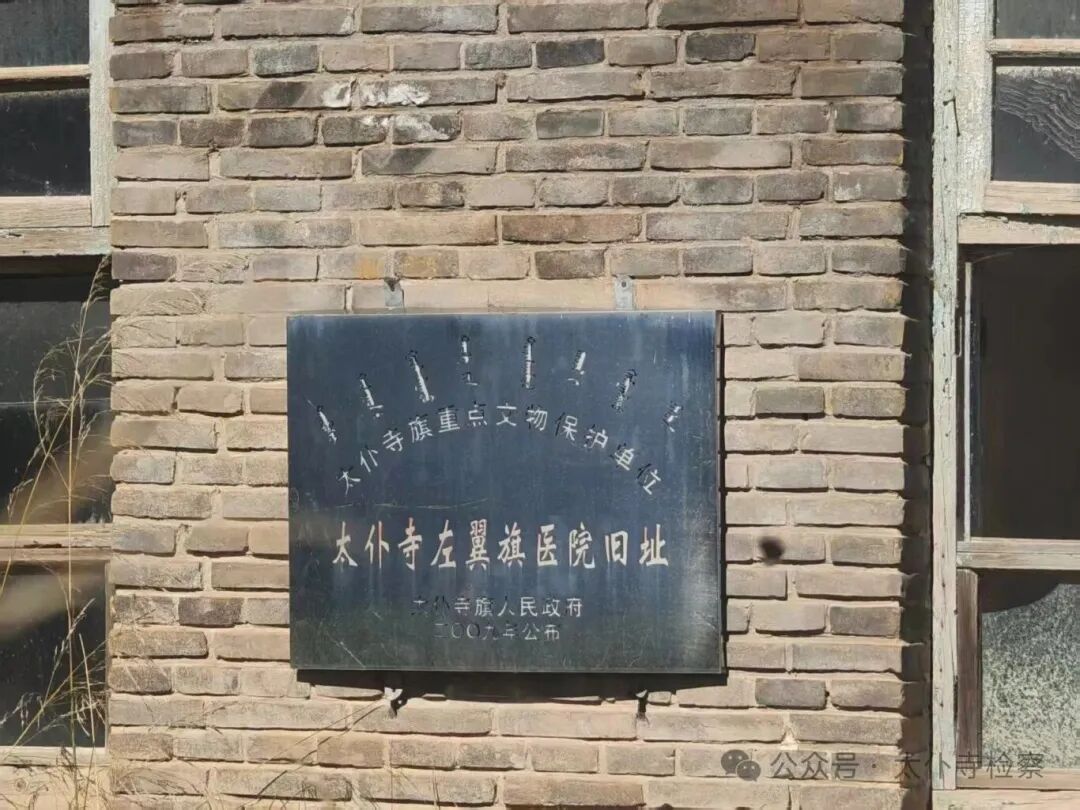 太仆寺旗重点文物保护单位
太仆寺左翼旗医院旧址
太仆寺旗人民政府
二〇〇九年公布
公众号 · 太仆寺检察